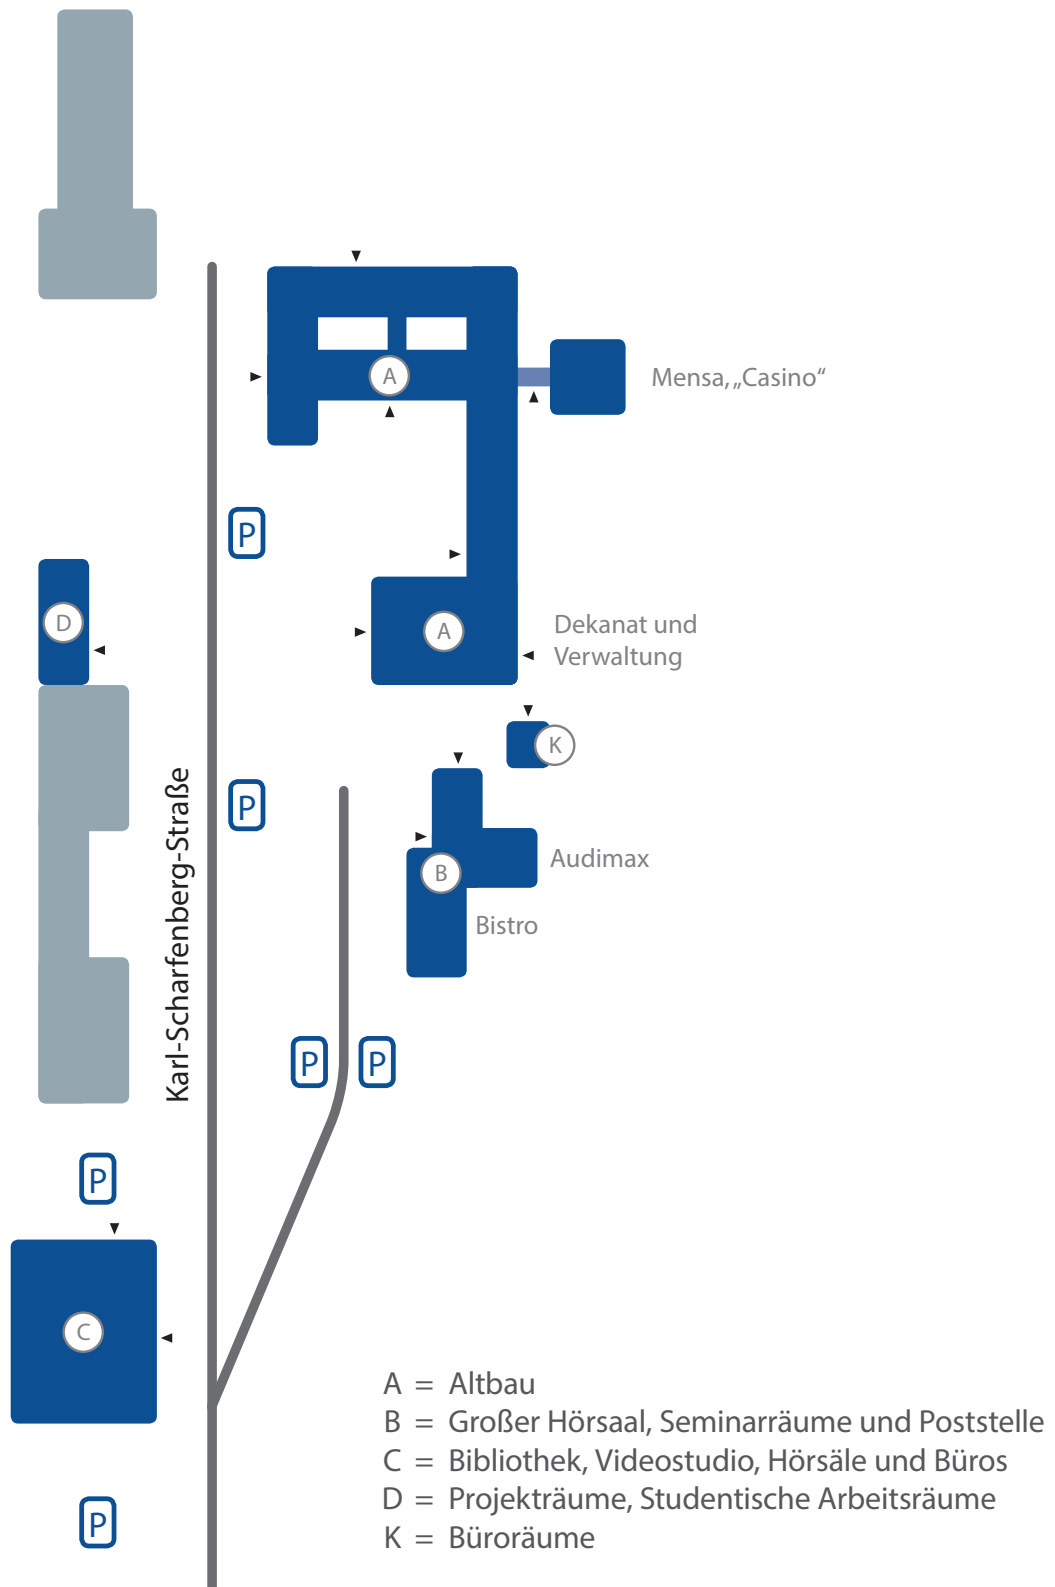 A
Mensa, „Casino“
P
D
A
Dekanat und
Verwaltung
K
P
Karl-Scharfenberg-Straße
B
Audimax
Bistro
P
P
P
C
P
A = Altbau
B = Großer Hörsaal, Seminarräume und Poststelle
C = Bibliothek, Videostudio, Hörsäle und Büros
D = Projekträume, Studentische Arbeitsräume
K = Büroräume